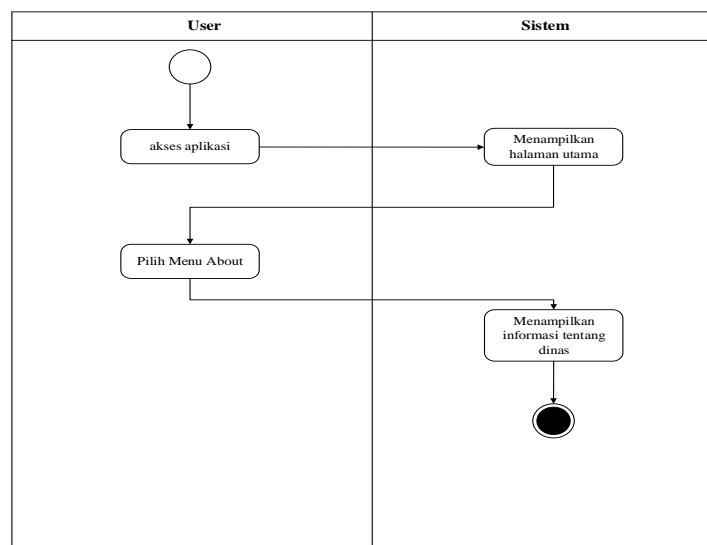 User
Sistem
akses aplikasi
Menampilkan
halaman utama
Pilih Menu About
Menampilkan
informasi tentang
dinas